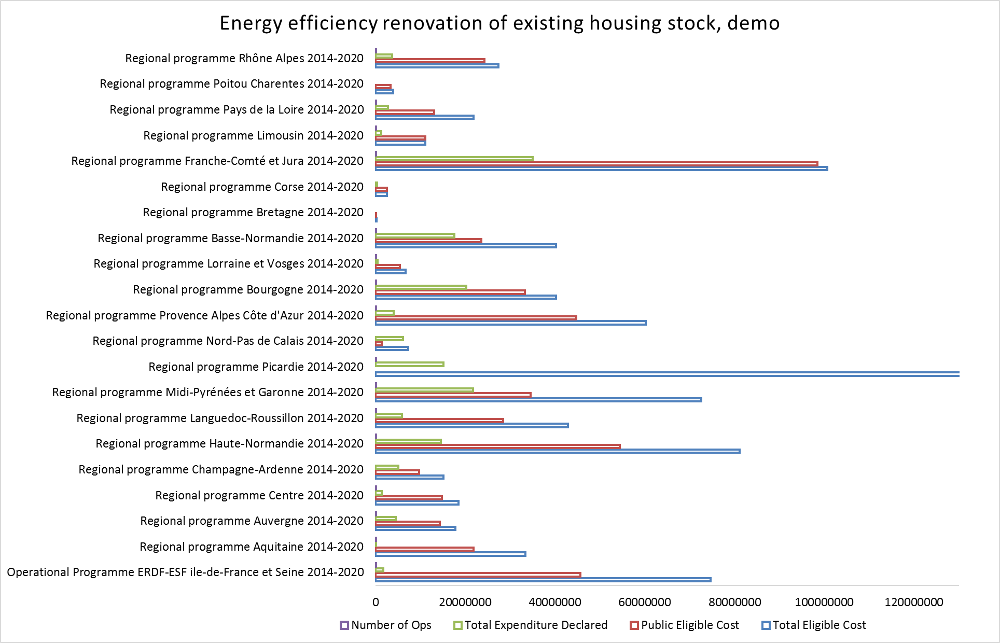 Energy efficiency renovation of existing housing stock, demo
Regional programme Rhône Alpes 2014-2020
Regional programme Poitou Charentes 2014-2020
Regional programme Pays de la Loire 2014-2020
Regional programme Limousin 2014-2020
Regional programme Franche-Comté et Jura 2014-2020
Regional programme Corse 2014-2020
Regional programme Bretagne 2014-2020
Regional programme Basse-Normandie 2014-2020
Regional programme Lorraine et Vosges 2014-2020
Regional programme Bourgogne 2014-2020
Regional programme Provence Alpes Côte d'Azur 2014-2020
Regional programme Nord-Pas de Calais 2014-2020
Regional programme Picardie 2014-2020
Regional programme Midi-Pyrénées et Garonne 2014-2020
Regional programme Languedoc-Roussillon 2014-2020
Regional programme Haute-Normandie 2014-2020
Regional programme Champagne-Ardenne 2014-2020
Regional programme Centre 2014-2020
Regional programme Auvergne 2014-2020
Regional programme Aquitaine 2014-2020
Operational Programme ERDF-ESF ile-de-France et Seine 2014-2020
0 20000000 40000000 60000000 80000000 100000000 120000000
Number of Ops Total Expenditure Declared Public Eligible Cost Total Eligible Cost